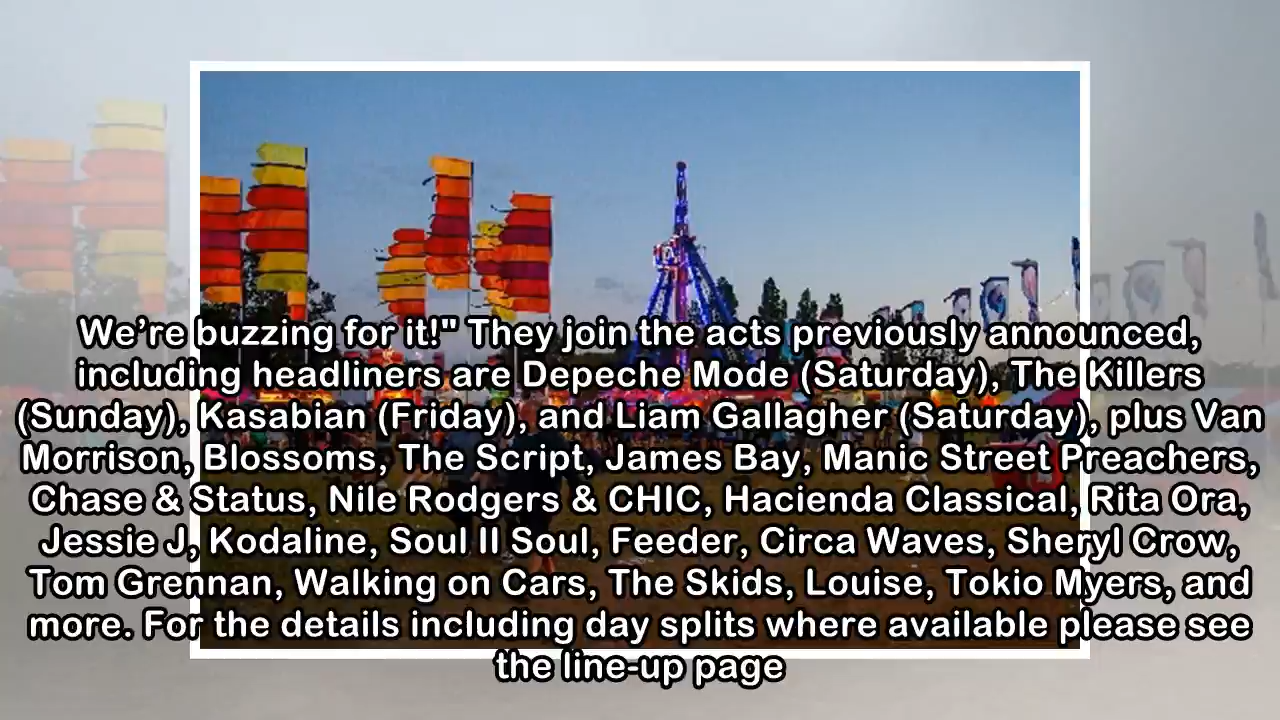 We’re buzzing for it!" They join the acts previously announced,
including headliners are Depeche Mode (Saturday), The Killers
(Sunday), Kasabian (Friday), and Liam Gallagher (Saturday), plus Van
Morrison, Blossoms, The Script, James Bay, Manic Street Preachers,
Chase & Status, Nile Rodgers & CHIC, Hacienda Classical, Rita Ora,
Jessie J, Kodaline, Soul II Soul, Feeder, Circa Waves, Sheryl Crow,
Tom Grennan, Walking on Cars, The Skids, Louise, Tokio Myers, and
more. For the details including day splits where available please see
the line-up page